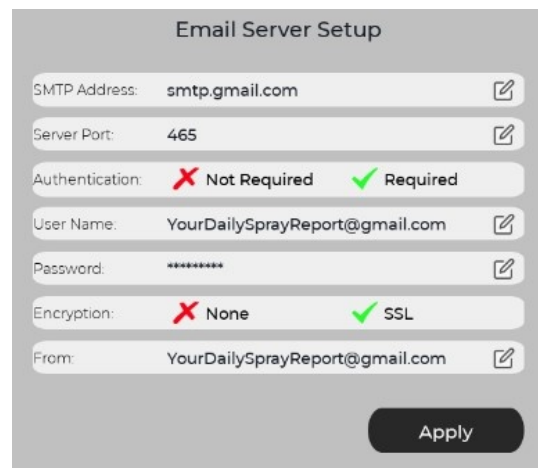 Email Server Setup
SMTP Address: smtp.gmail.com
Server Port: 465
Authentication: Not Required Required
User Name: YourDailySprayReport@gmail.com
Password: *********
Encryption: None SSL
From: YourDailySprayReport@gmail.com
Apply